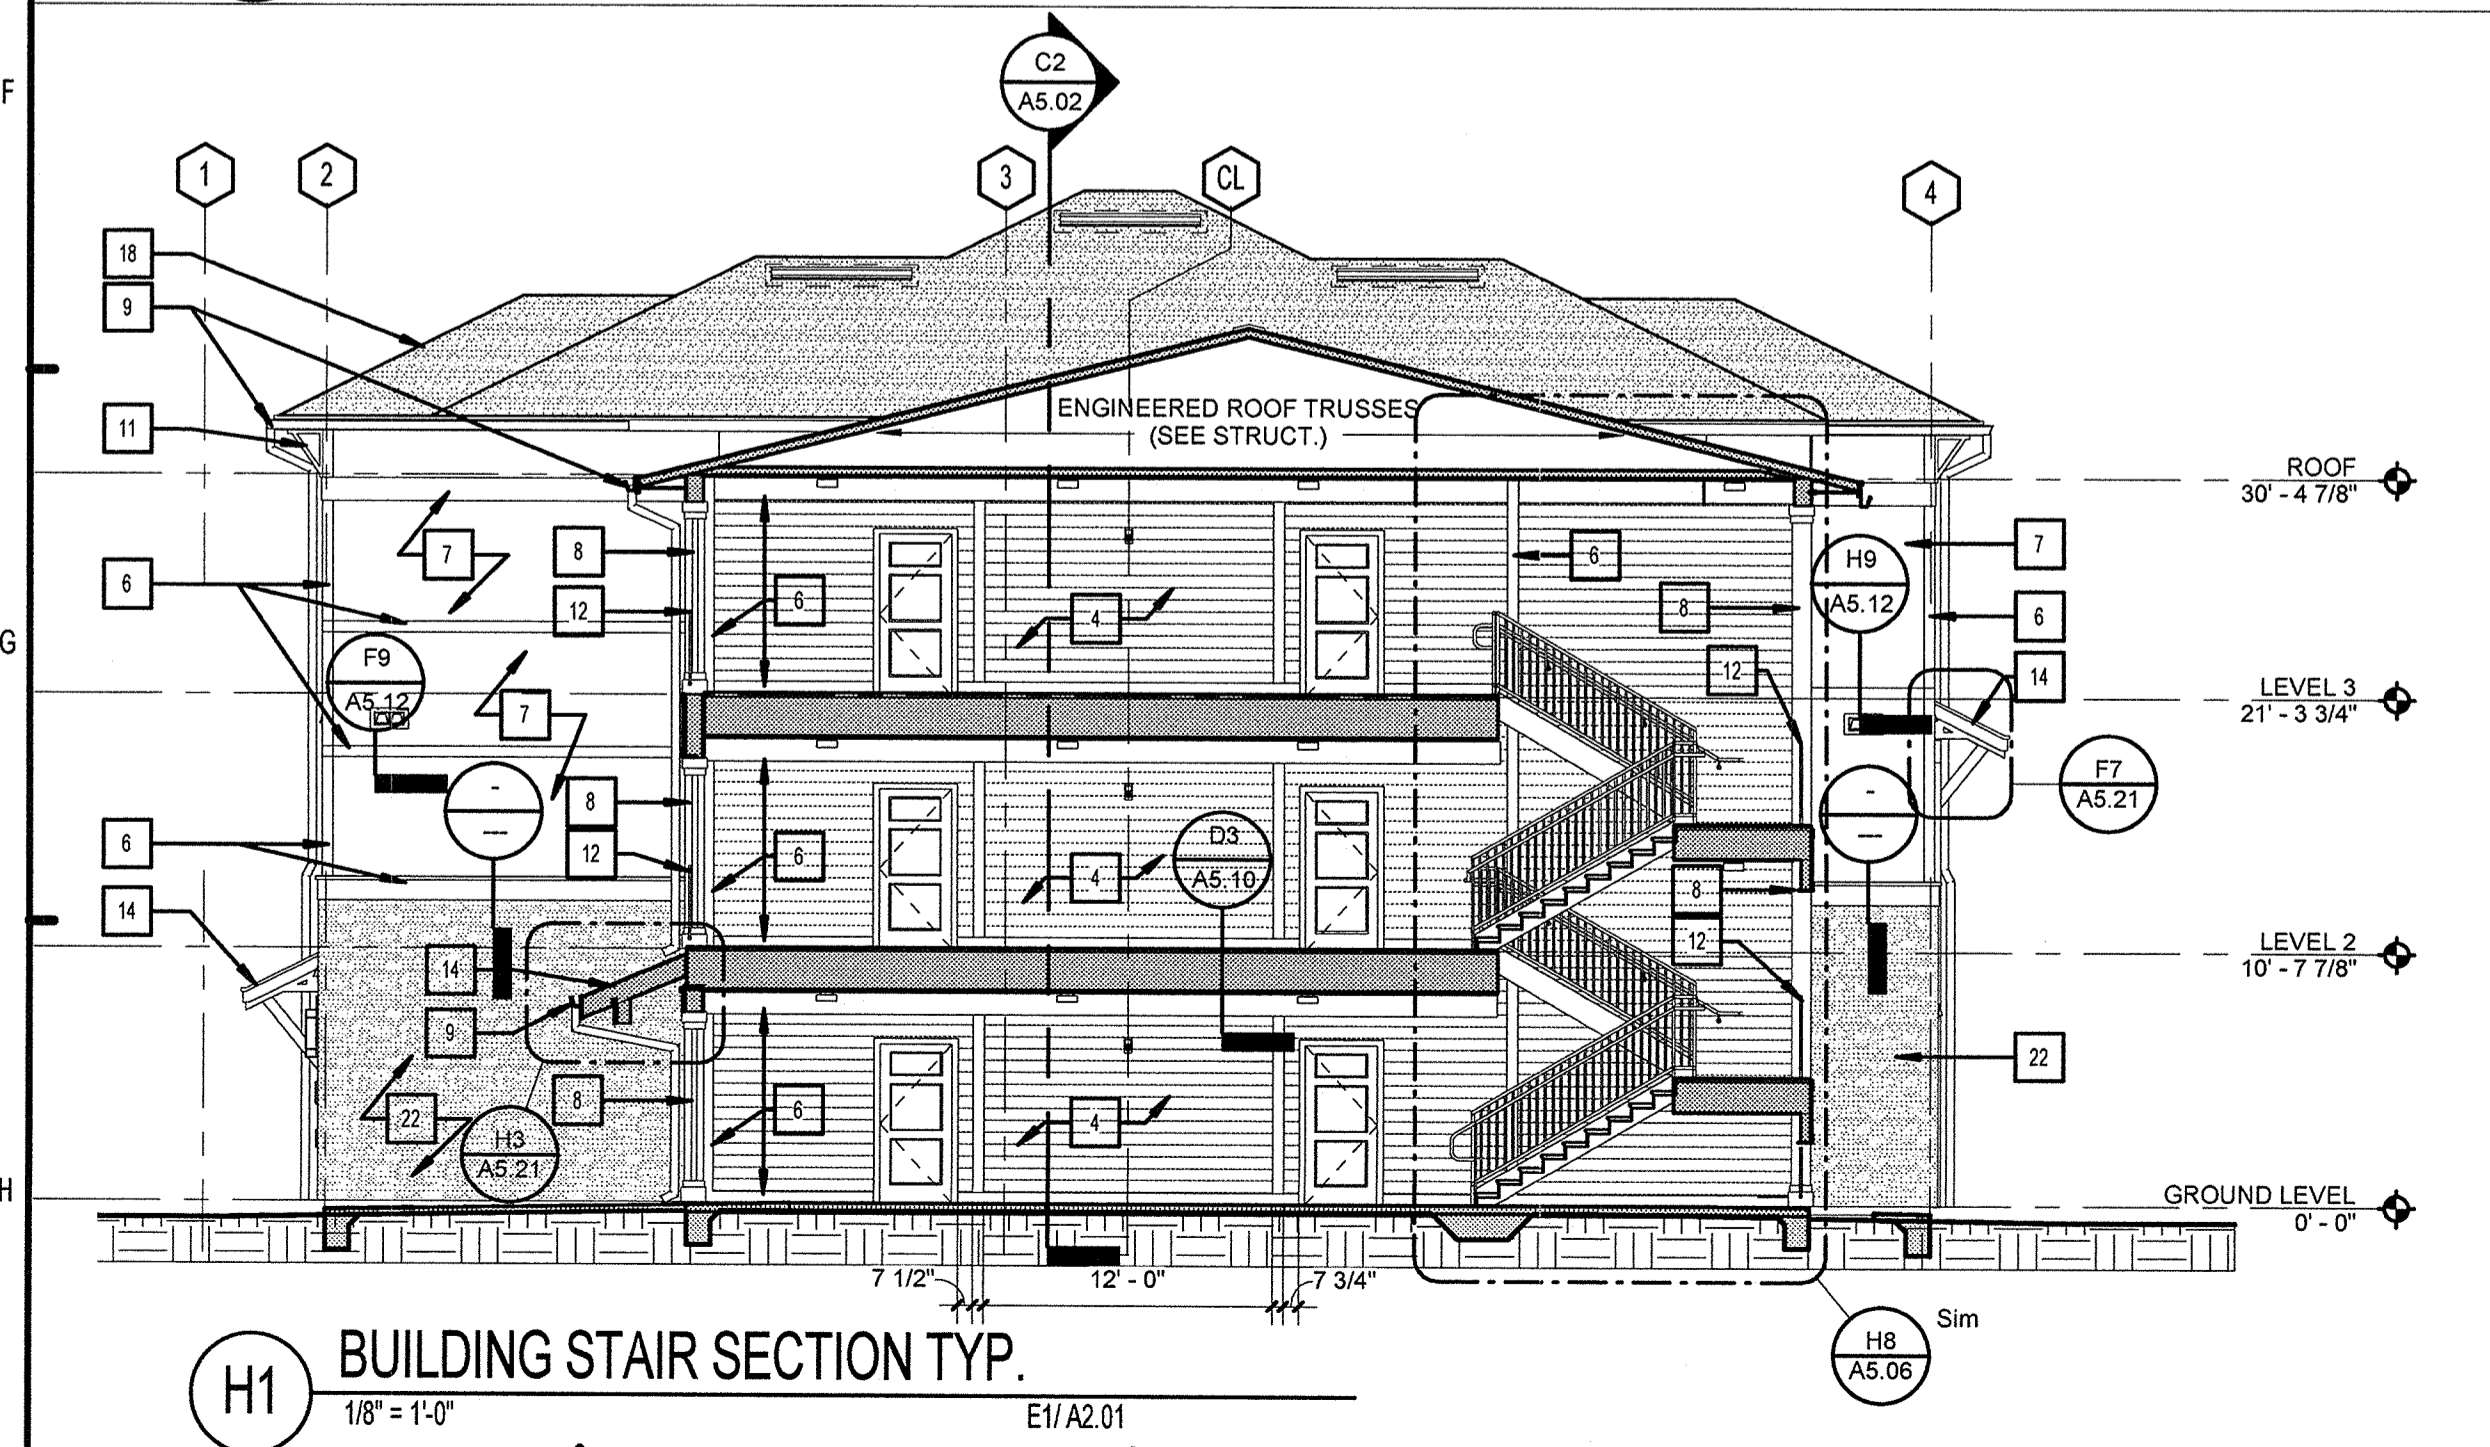 C2
A5.02
F
1
2
3
CL
4
18
9
11
ENGINEERED ROOF TRUSSES
(SEE STRUCT.)
ROOF
30' - 4 7/8"
7
8
6
H9
A5.12
7
6
12
6
4
8
6
G
F9
A5.12
12
14
LEVEL 3
21' - 3 3/4"
7
-
---
8
D3
A5.10
-
---
F7
A5.21
6
12
6
4
8
14
12
LEVEL 2
10' - 7 7/8"
14
9
22
8
6
4
22
H3
A5.21
H
GROUND LEVEL
0' - 0"
7 1/2"
12' - 0"
7 3/4"
Sim
H8
A5.06
H1
BUILDING STAIR SECTION TYP.
1/8" = 1'-0"
E1/ A2.01